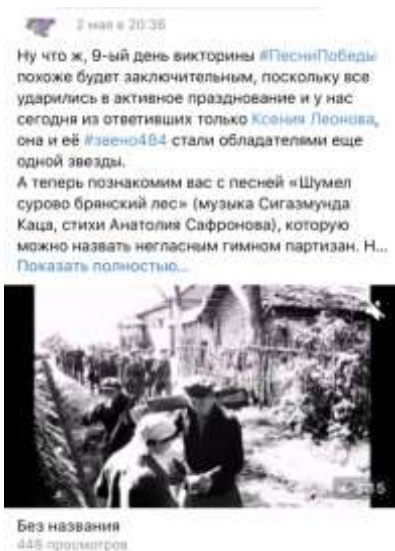 2 мая в 20:36
Ну что ж, 9-ый день викторины #ПесниПобеды
похоже будет заключительным, поскольку все
ударились в активное празднование и у нас
сегодня из ответивших только Ксения Леонова,
она и её #звено484 стали обладателями еще
одной звезды.
А теперь познакомим вас с песней «Шумел
сурово брянский лес» (музыка Сигазмунда
Каца, стихи Анатолия Сафронова), которую
можно назвать негласным гимном партизан. Н...
Показать полностью...
Без названия
448 просмотров